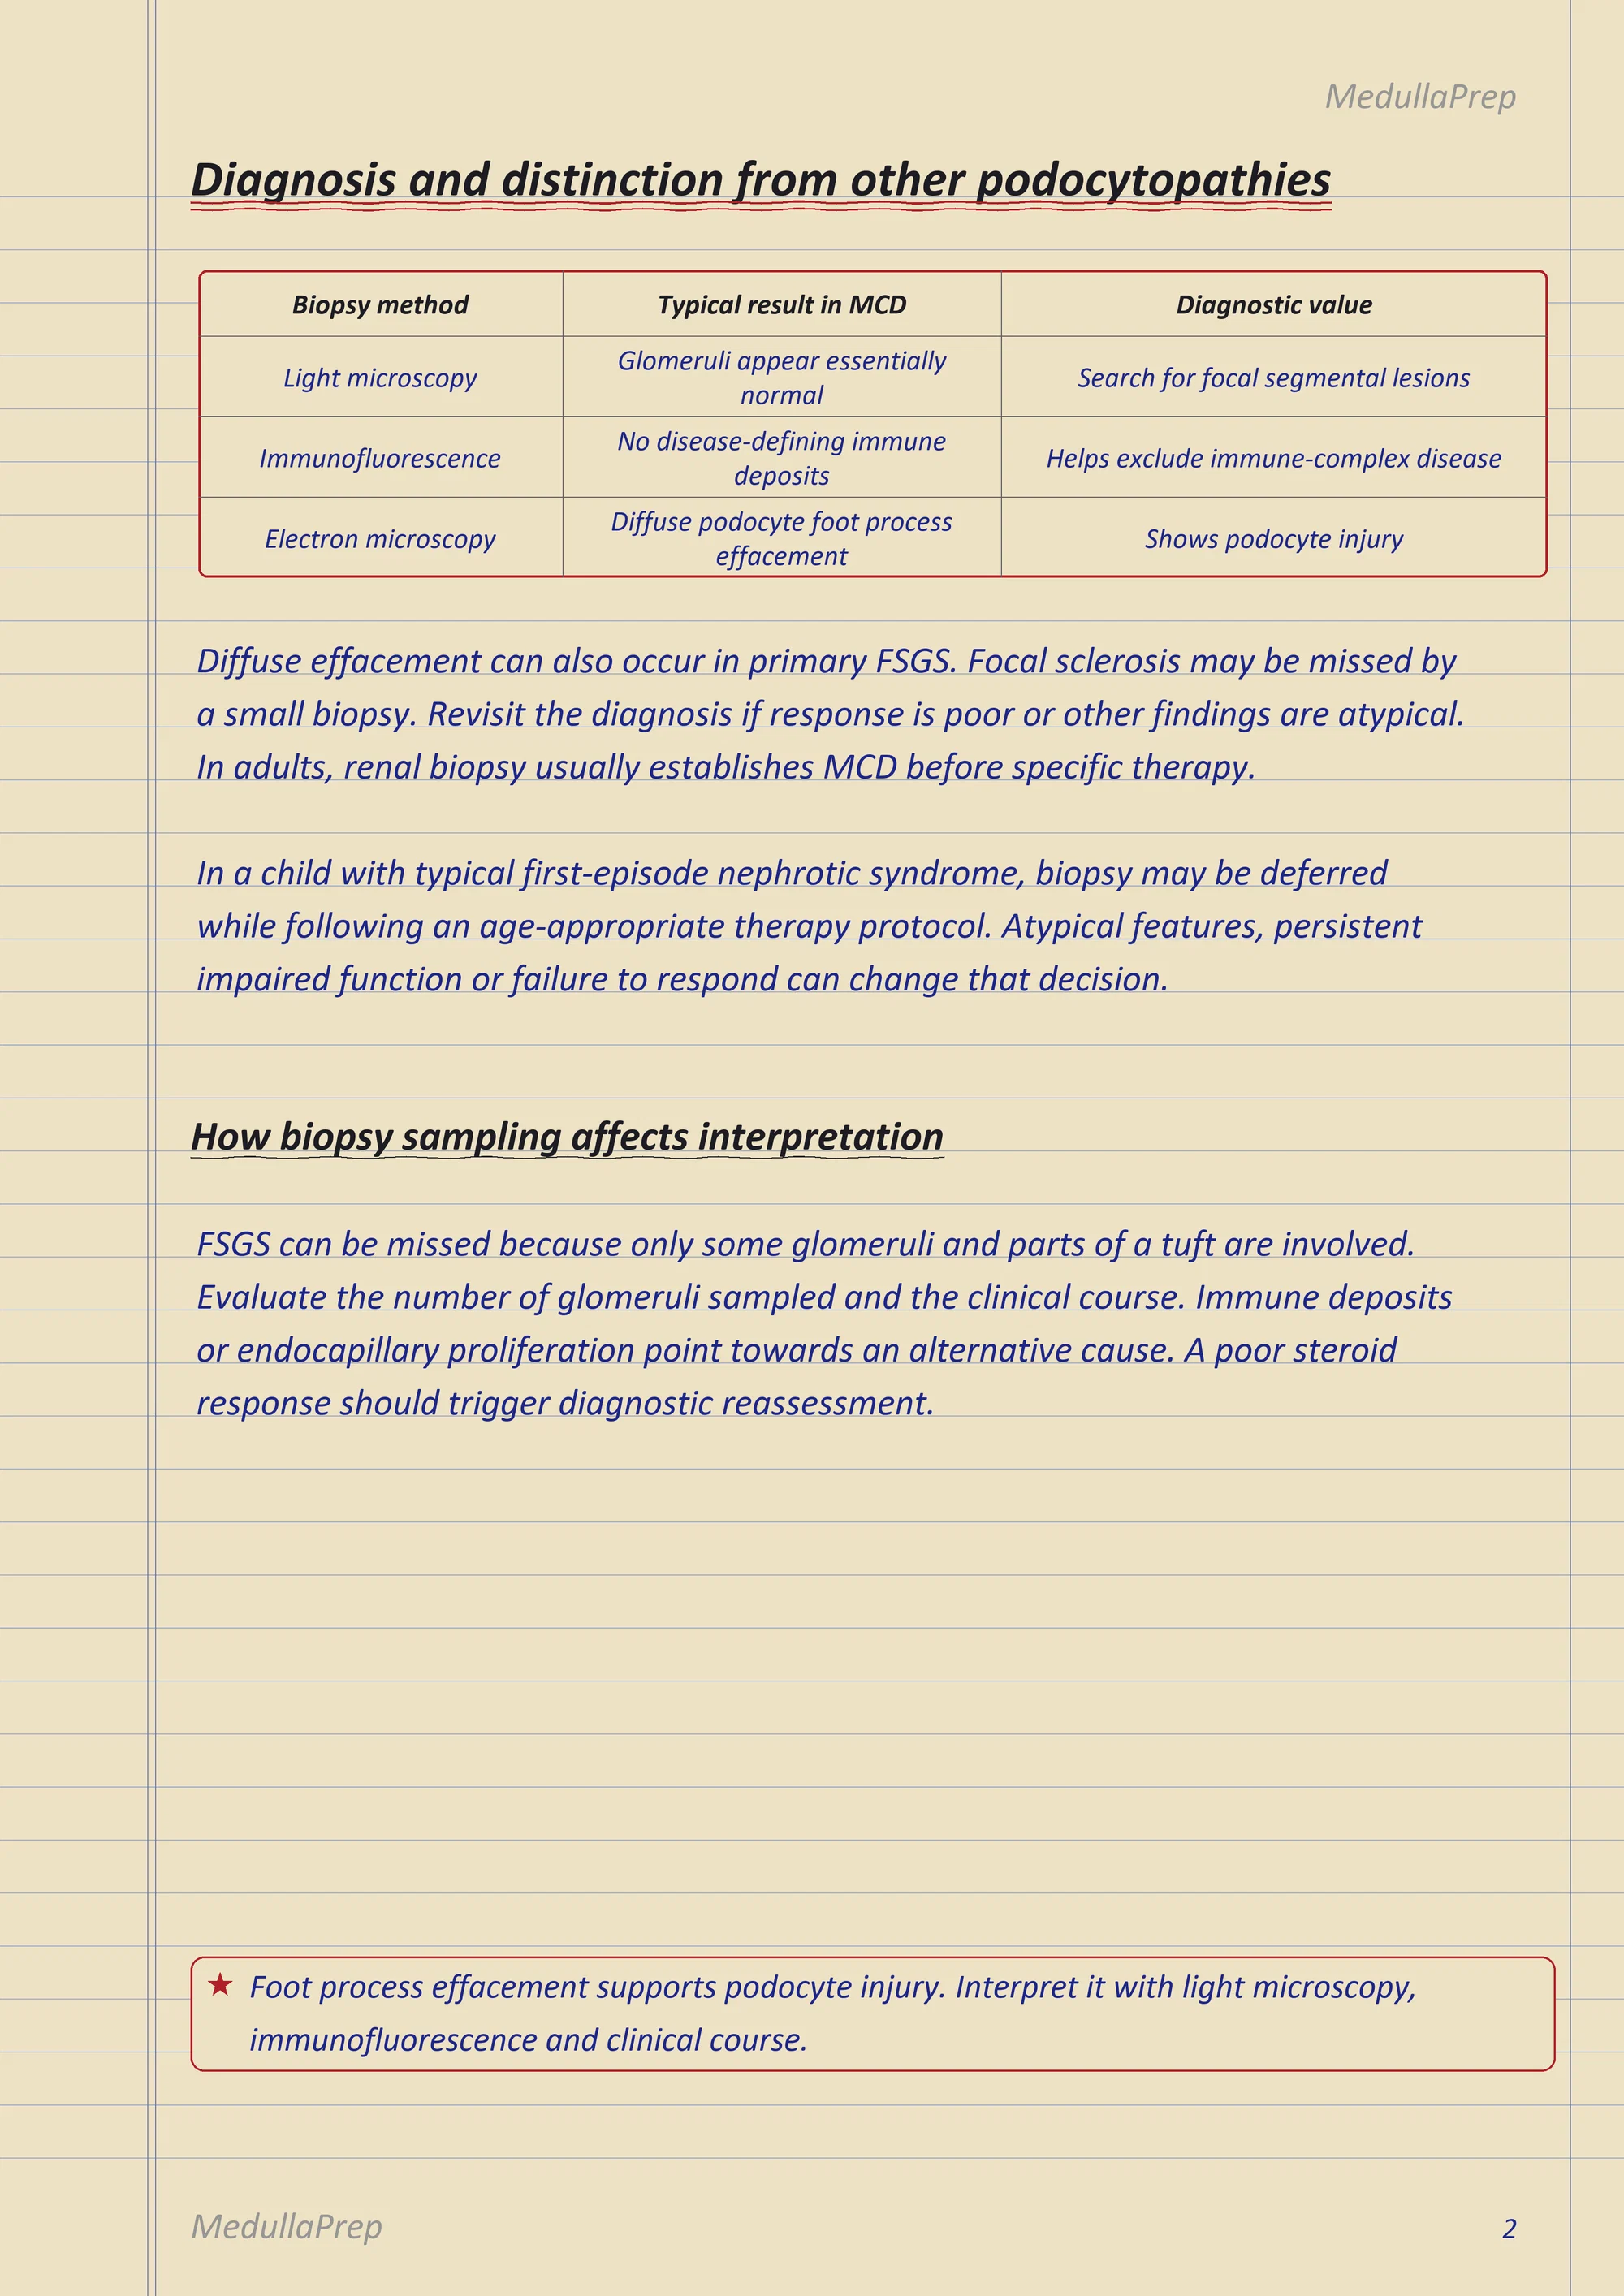 MedullaPrep
Diagnosis and distinction from other podocytopathies
Biopsy method
Typical result in MCD
Diagnostic value
Light microscopy
Glomeruli appear essentially
normal
Search for focal segmental lesions
Immunofluorescence
No disease-defining immune
deposits
Helps exclude immune-complex disease
Electron microscopy
Diffuse podocyte foot process
effacement
Shows podocyte injury
Diffuse effacement can also occur in primary FSGS. Focal sclerosis may be missed by
a small biopsy. Revisit the diagnosis if response is poor or other findings are atypical.
In adults, renal biopsy usually establishes MCD before specific therapy.
In a child with typical first-episode nephrotic syndrome, biopsy may be deferred
while following an age-appropriate therapy protocol. Atypical features, persistent
impaired function or failure to respond can change that decision.
How biopsy sampling affects interpretation
FSGS can be missed because only some glomeruli and parts of a tuft are involved.
Evaluate the number of glomeruli sampled and the clinical course. Immune deposits
or endocapillary proliferation point towards an alternative cause. A poor steroid
response should trigger diagnostic reassessment.
★ Foot process effacement supports podocyte injury. Interpret it with light microscopy,
immunofluorescence and clinical course.
MedullaPrep
2